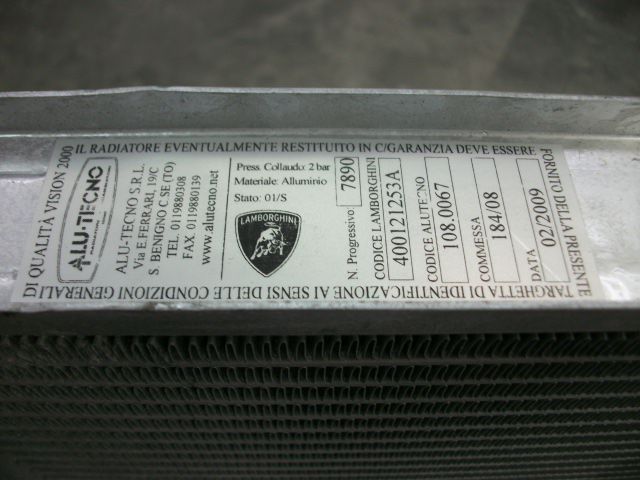 IL RADIATORE EVENTUALMENTE RESTITUITO IN C/GARANZIA DEVE ESSERE
FORNITO DELLA PRESENTE
TARGHETTA DI IDENTIFICAZIONE AI SENSI DELLE CONDIZIONI GENERALI
DI QUALITÀ VISION 2000
ALU-TECNO
ALU-TECNO S.R.L.
Via E.FERRARI, 19/C
S. BENIGNO C.SE (TO)
TEL. 0119880308
FAX. 0119880139
www.alutecno.net
Press. Collaudo: 2 bar
Materiale: Alluminio
Stato: 01/S
LAMBORGHINI
N. Progressivo 7890
CODICE LAMBORGHINI
400121253A
CODICE ALUTECNO
108.0067
COMMESSA
184/08
DATA 02/2009